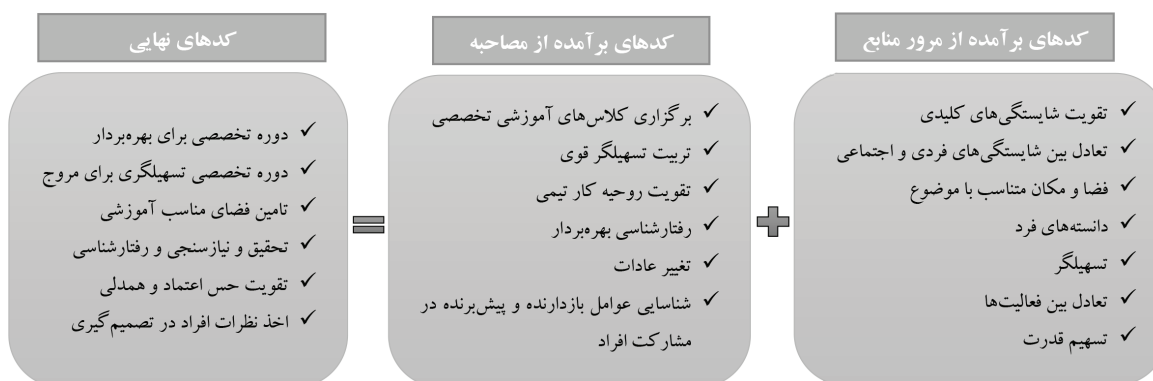 کدهای برآمده از مرور منابع
✓ تقویت شایستگی‌های کلیدی
✓ تعادل بین شایستگی‌های فردی و اجتماعی
✓ فضا و مکان متناسب با موضوع
✓ دانسته‌های فرد
✓ تسهیلگر
✓ تعادل بین فعالیت‌ها
✓ تسهیم قدرت
+
کدهای برآمده از مصاحبه
✓ برگزاری کلاس‌های آموزشی تخصصی
✓ تربیت تسهیلگر قوی
✓ تقویت روحیه کار تیمی
✓ رفتارشناسی بهره‌بردار
✓ تغییر عادات
✓ شناسایی عوامل بازدارنده و پیش‌برنده در
مشارکت افراد
=
کدهای نهایی
✓ دوره تخصصی برای بهره‌بردار
✓ دوره تخصصی تسهیلگری برای مروج
✓ تامین فضای مناسب آموزشی
✓ تحقیق و نیازسنجی و رفتارشناسی
✓ تقویت حس اعتماد و همدلی
✓ اخذ نظرات افراد در تصمیم‌گیری